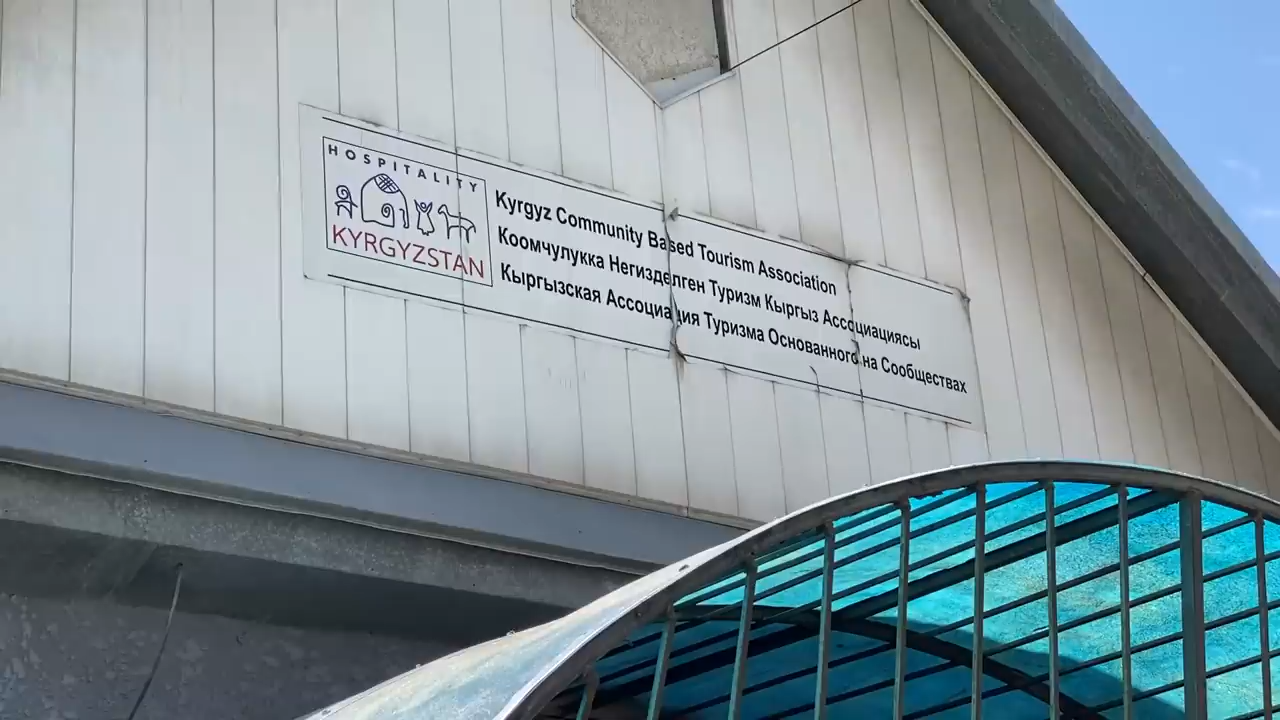 HOSPITALITY
KYRGYZSTAN
Kyrgyz Community Based Tourism Association
Коомчулукка Негизделген Туризм Кыргыз Ассоциациясы
Кыргызская Ассоциация Туризма Основанного на Сообществах